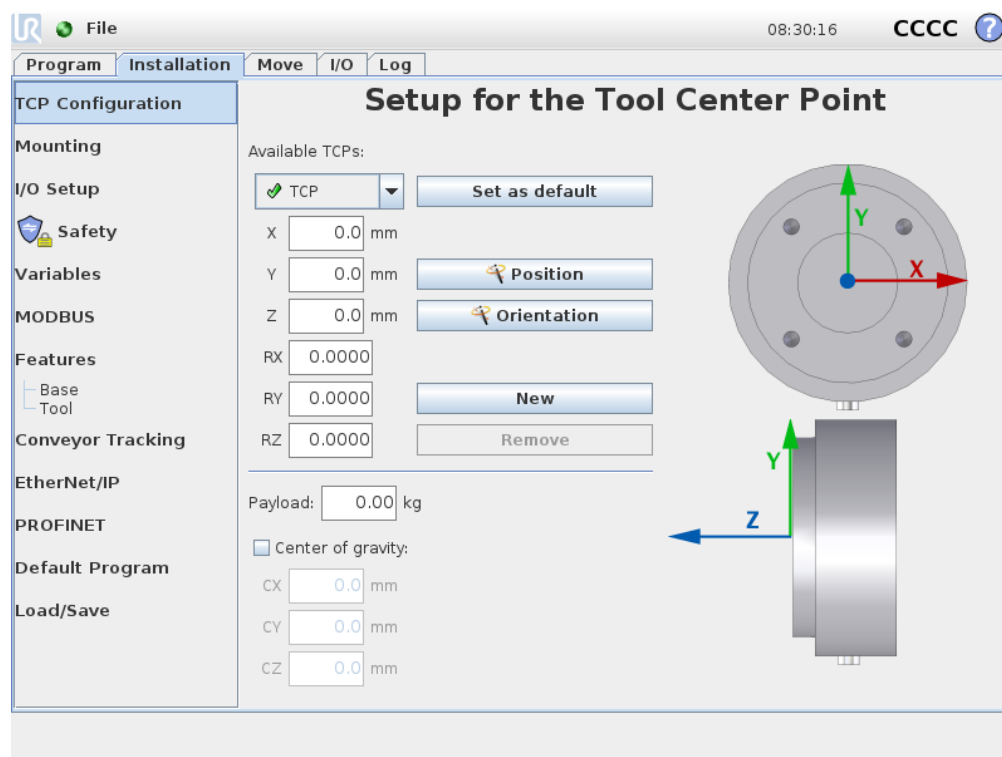 UR File 08:30:16 CCCC ?
Program Installation Move I/O Log
TCP Configuration
Mounting
I/O Setup
Safety
Variables
MODBUS
Features
Base
Tool
Conveyor Tracking
EtherNet/IP
PROFINET
Default Program
Load/Save
Setup for the Tool Center Point
Available TCPs:
TCP Set as default
X 0.0 mm
Y 0.0 mm Position
Z 0.0 mm Orientation
RX 0.0000
RY 0.0000 New
RZ 0.0000 Remove
Payload: 0.00 kg
Center of gravity:
CX 0.0 mm
CY 0.0 mm
CZ 0.0 mm
Y
X
Y
Z